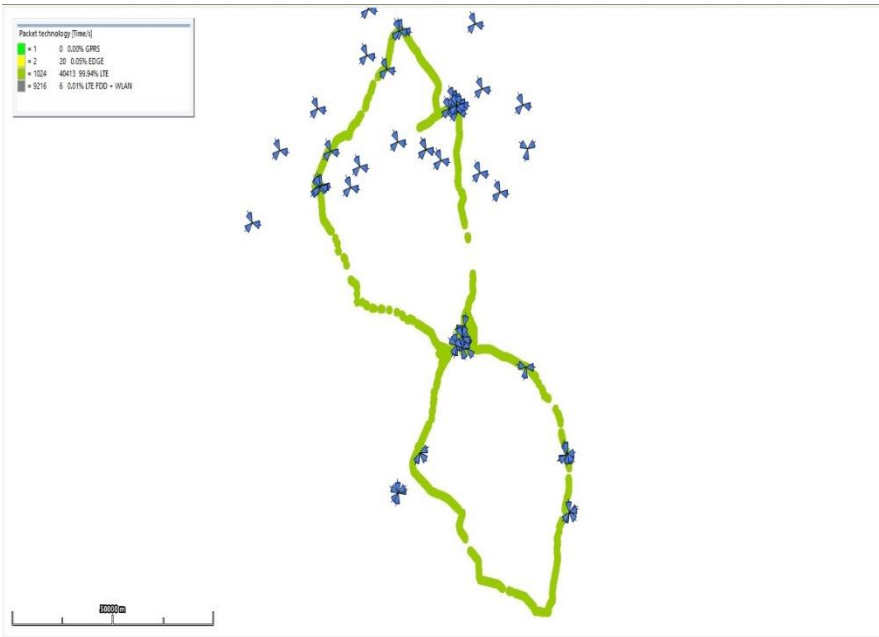 Packet technology [Time/s]
= 1 0 0.00% GPRS
= 2 20 0.05% EDGE
= 1024 40413 99.94% LTE
= 9216 6 0.01% LTE FDD + WLAN
50000 m